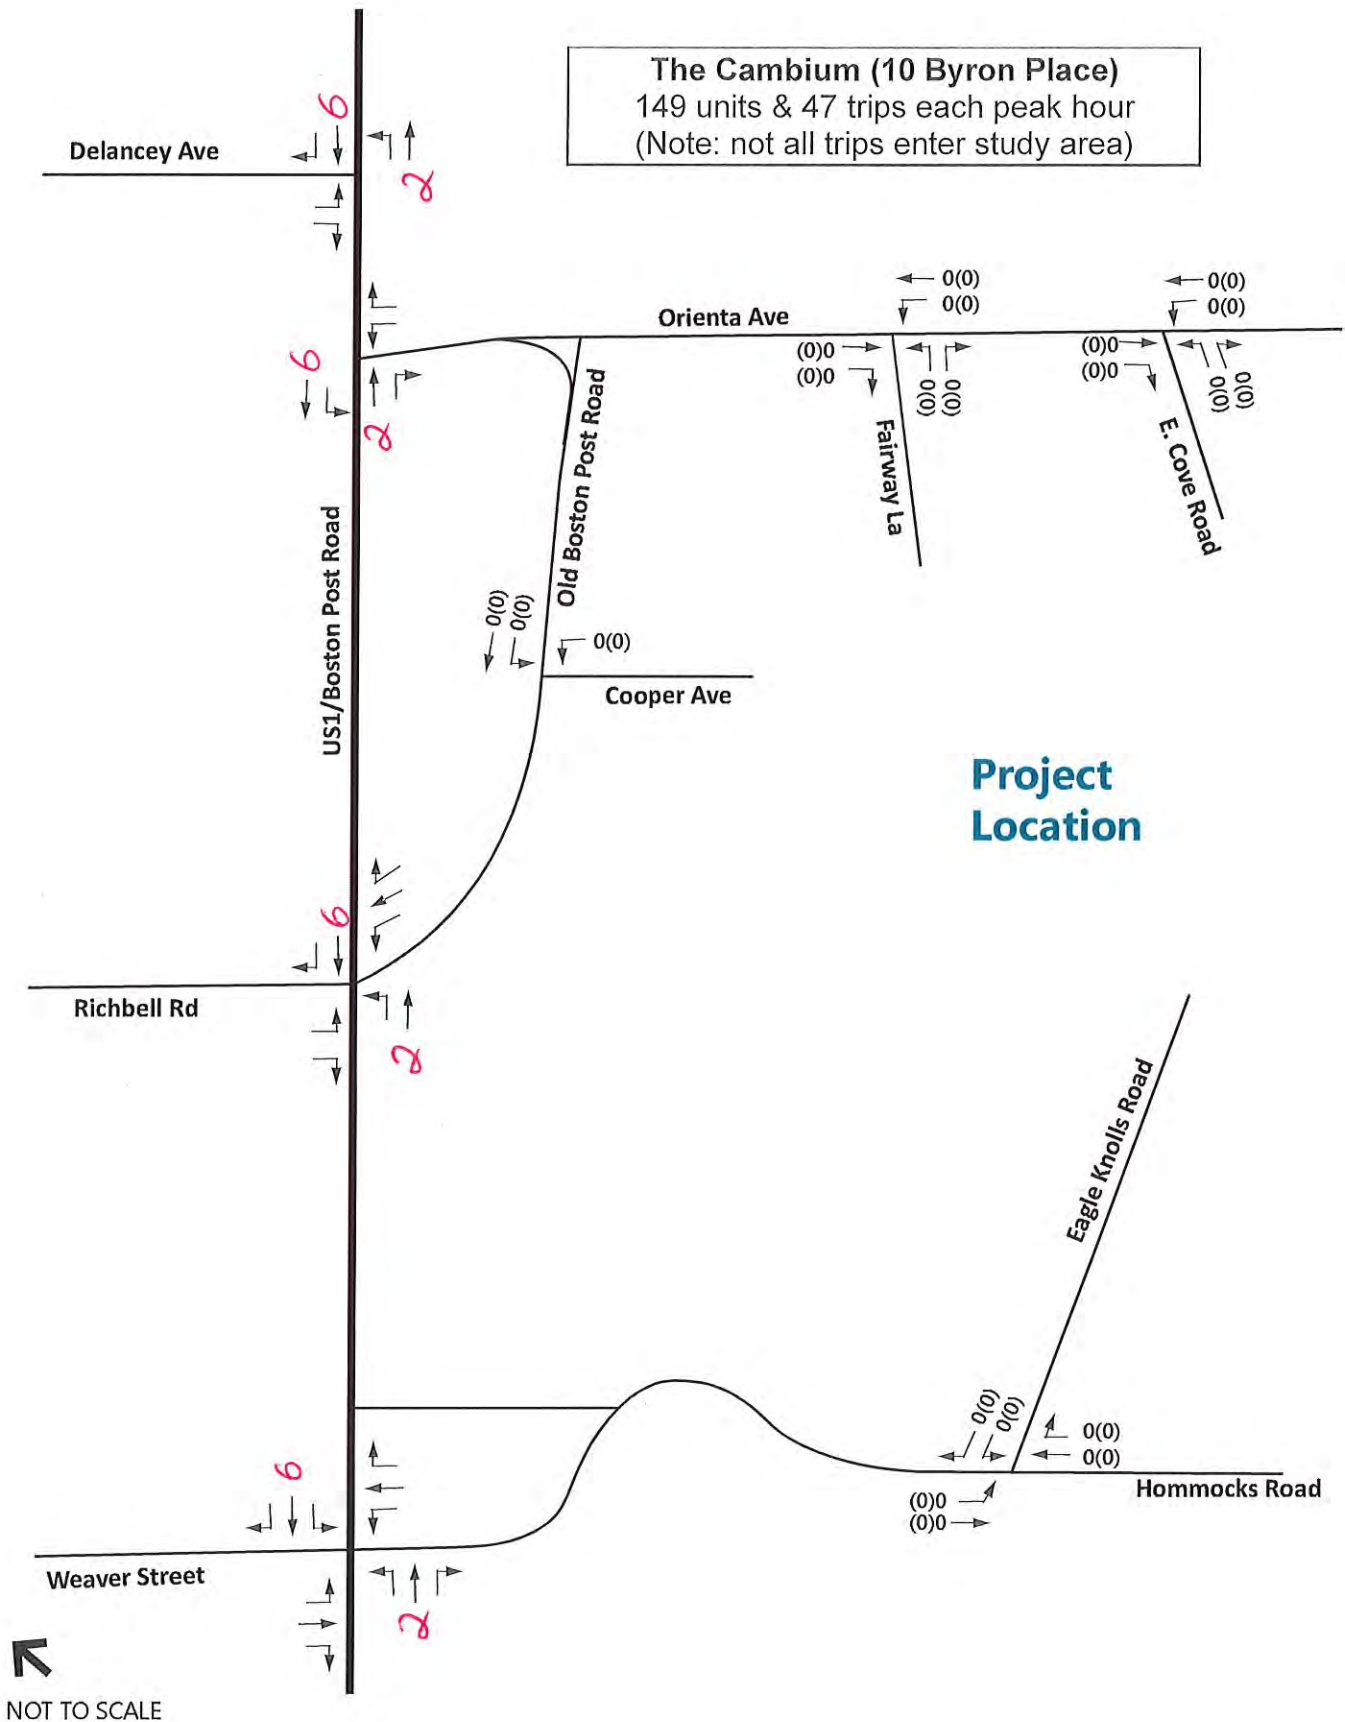 The Cambium (10 Byron Place)
149 units & 47 trips each peak hour
(Note: not all trips enter study area)
6
Delancey Ave
2
0(0)
0(0)
0(0)
0(0)
Orienta Ave
(0)0
(0)0
0(0)
0(0)
(0)0
(0)0
0(0)
0(0)
6
2
Old Boston Post Road
Fairway La
E. Cove Road
US1/Boston Post Road
0(0)
0(0)
0(0)
Cooper Ave
Project
Location
6
Richbell Rd
2
Eagle Knolls Road
0(0)
0(0)
0(0)
0(0)
6
Hommocks Road
(0)0
(0)0
Weaver Street
2
NOT TO SCALE